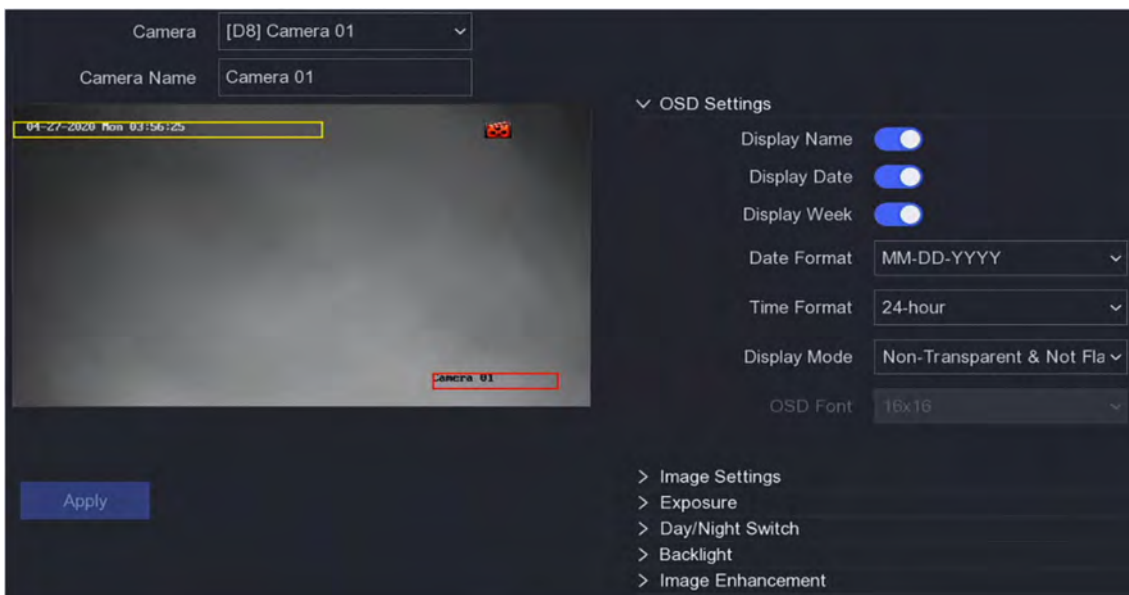 Camera [D8] Camera 01
Camera Name Camera 01
04-27-2020 Mon 03:56:25
Camera 01
Apply
OSD Settings
Display Name
Display Date
Display Week
Date Format MM-DD-YYYY
Time Format 24-hour
Display Mode Non-Transparent & Not Fla
OSD Font 16x16
Image Settings
Exposure
Day/Night Switch
Backlight
Image Enhancement